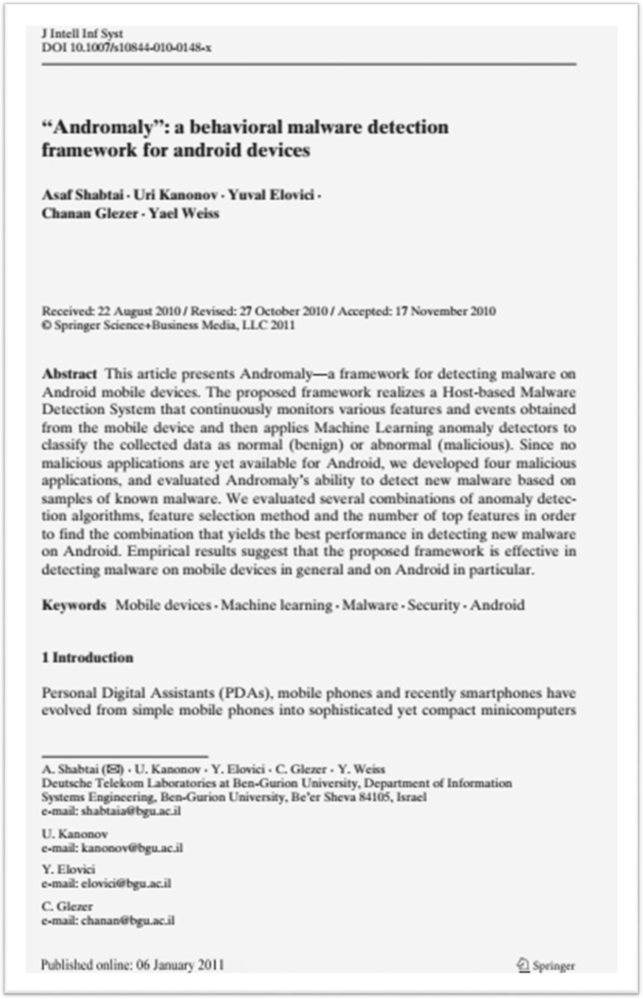 J Intell Inf Syst
DOI 10.1007/s10844-010-0148-x
“Andromaly”: a behavioral malware detection
framework for android devices
Asaf Shabtai · Uri Kanonov · Yuval Elovici ·
Chanan Glezer · Yael Weiss
Received: 22 August 2010 / Revised: 27 October 2010 / Accepted: 17 November 2010
© Springer Science+Business Media, LLC 2011
Abstract This article presents Andromaly—a framework for detecting malware on
Android mobile devices. The proposed framework realizes a Host-based Malware
Detection System that continuously monitors various features and events obtained
from the mobile device and then applies Machine Learning anomaly detectors to
classify the collected data as normal (benign) or abnormal (malicious). Since no
malicious applications are yet available for Android, we developed four malicious
applications, and evaluated Andromaly’s ability to detect new malware based on
samples of known malware. We evaluated several combinations of anomaly detec-
tion algorithms, feature selection method and the number of top features in order
to find the combination that yields the best performance in detecting new malware
on Android. Empirical results suggest that the proposed framework is effective in
detecting malware on mobile devices in general and on Android in particular.
Keywords Mobile devices · Machine learning · Malware · Security · Android
1 Introduction
Personal Digital Assistants (PDAs), mobile phones and recently smartphones have
evolved from simple mobile phones into sophisticated yet compact minicomputers
A. Shabtai (✉) · U. Kanonov · Y. Elovici · C. Glezer · Y. Weiss
Deutsche Telekom Laboratories at Ben-Gurion University, Department of Information
Systems Engineering, Ben-Gurion University, Be’er Sheva 84105, Israel
e-mail: shabtaia@bgu.ac.il
U. Kanonov
e-mail: kanonov@bgu.ac.il
Y. Elovici
e-mail: elovici@bgu.ac.il
C. Glezer
e-mail: chanan@bgu.ac.il
Published online: 06 January 2011
Springer